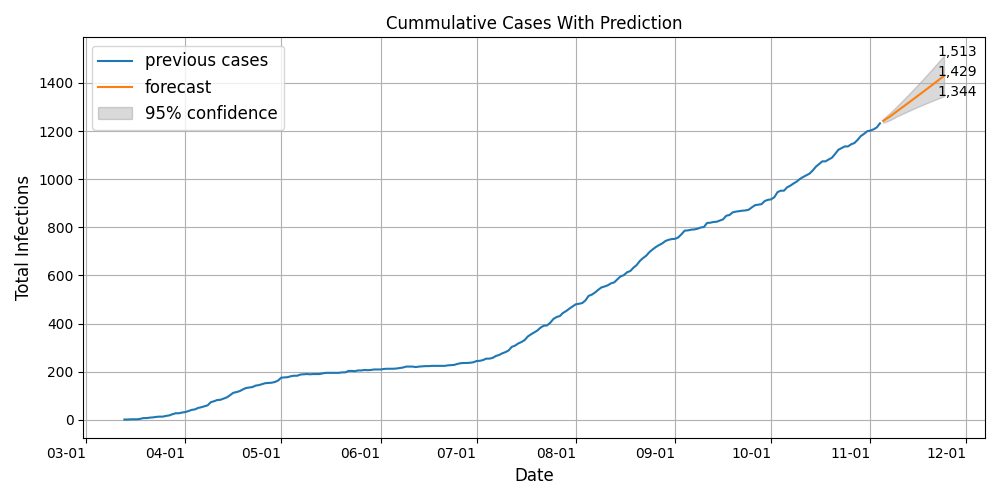 Cummulative Cases With Prediction
previous cases
forecast
95% confidence
1,513
1,429
1,344
Total Infections
1400
1200
1000
800
600
400
200
0
03-01 04-01 05-01 06-01 07-01 08-01 09-01 10-01 11-01 12-01
Date